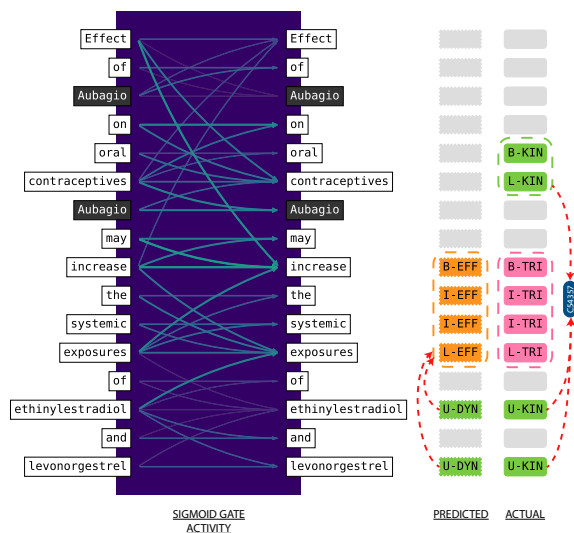 Effect Effect
of of
Aubagio Aubagio
on on
oral oral B-KIN
contraceptives contraceptives L-KIN
Aubagio Aubagio
may may
increase increase B-EFF B-TRI
the the I-EFF I-TRI
C54357
systemic systemic I-EFF I-TRI
exposures exposures L-EFF L-TRI
of of
ethinylestradiol ethinylestradiol U-DYN U-KIN
and and
levonorgestrel levonorgestrel U-DYN U-KIN
SIGMOID GATE PREDICTED ACTUAL
ACTIVITY